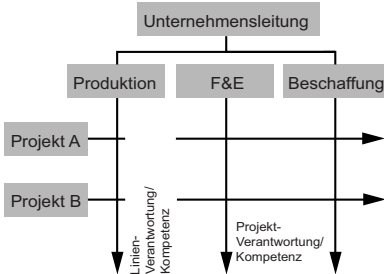 Unternehmensleitung
Produktion
F&E
Beschaffung
Projekt A
Projekt B
Linien-
Verantwortung/
Kompetenz
Projekt-
Verantwortung/
Kompetenz